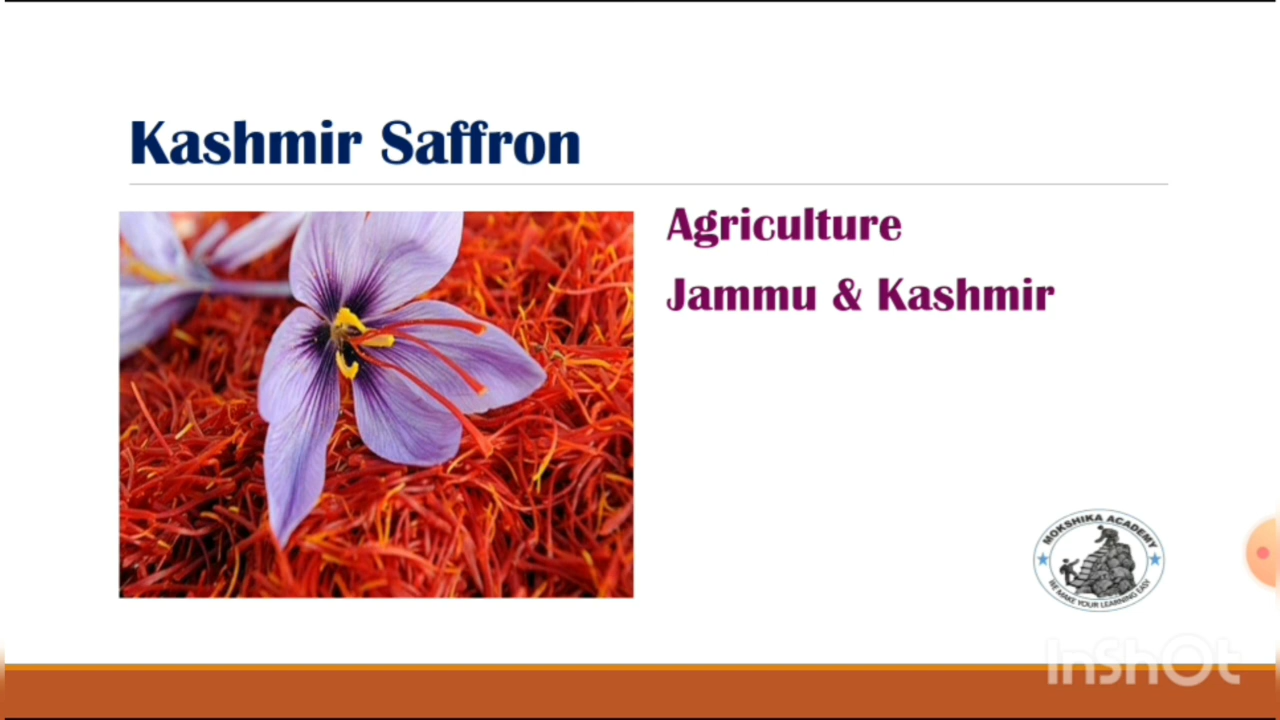 Kashmir Saffron
Agriculture
Jammu & Kashmir
MOKSHIKA ACADEMY
WE MAKE YOUR LEARNING EASY
InShOt